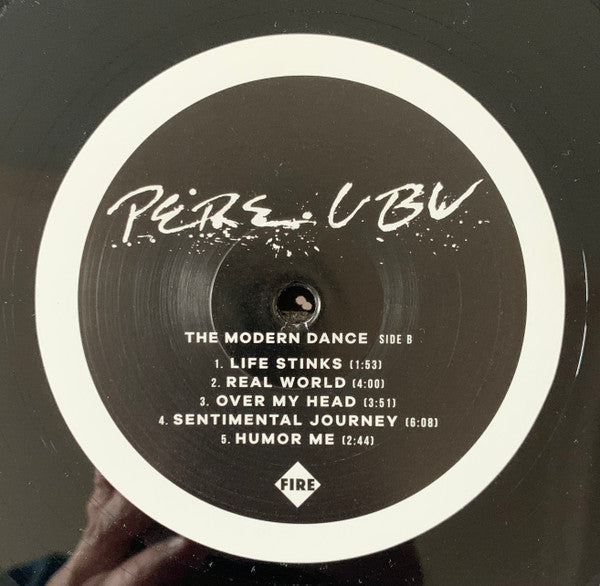 PERE. UBU
THE MODERN DANCE SIDE B
1. LIFE STINKS (1:53)
2. REAL WORLD (4:00)
3. OVER MY HEAD (3:51)
4. SENTIMENTAL JOURNEY (6:08)
5. HUMOR ME (2:44)
FIRE